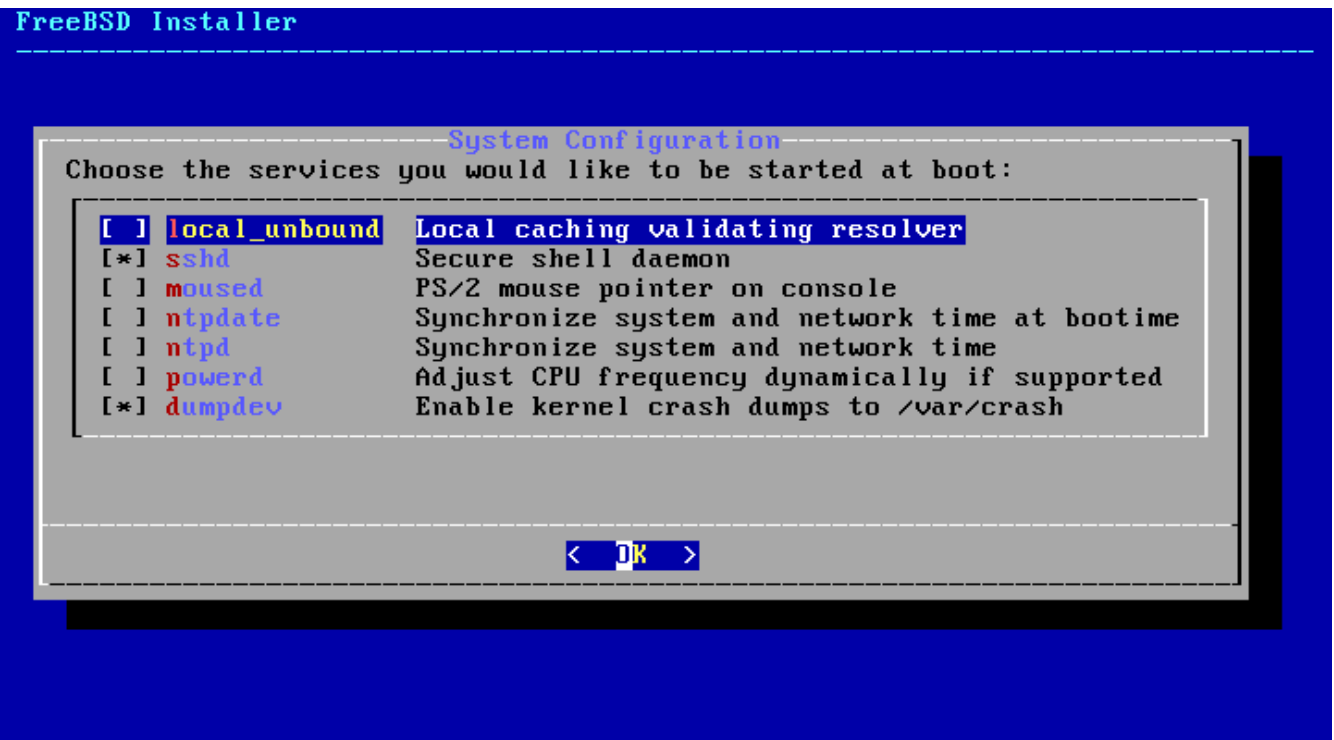 FreeBSD Installer
System Configuration
Choose the services you would like to be started at boot:
[ ] local_unbound Local caching validating resolver
[*] sshd Secure shell daemon
[ ] moused PS/2 mouse pointer on console
[ ] ntpdate Synchronize system and network time at bootime
[ ] ntpd Synchronize system and network time
[ ] powerd Adjust CPU frequency dynamically if supported
[*] dumpdev Enable kernel crash dumps to /var/crash
< OK >